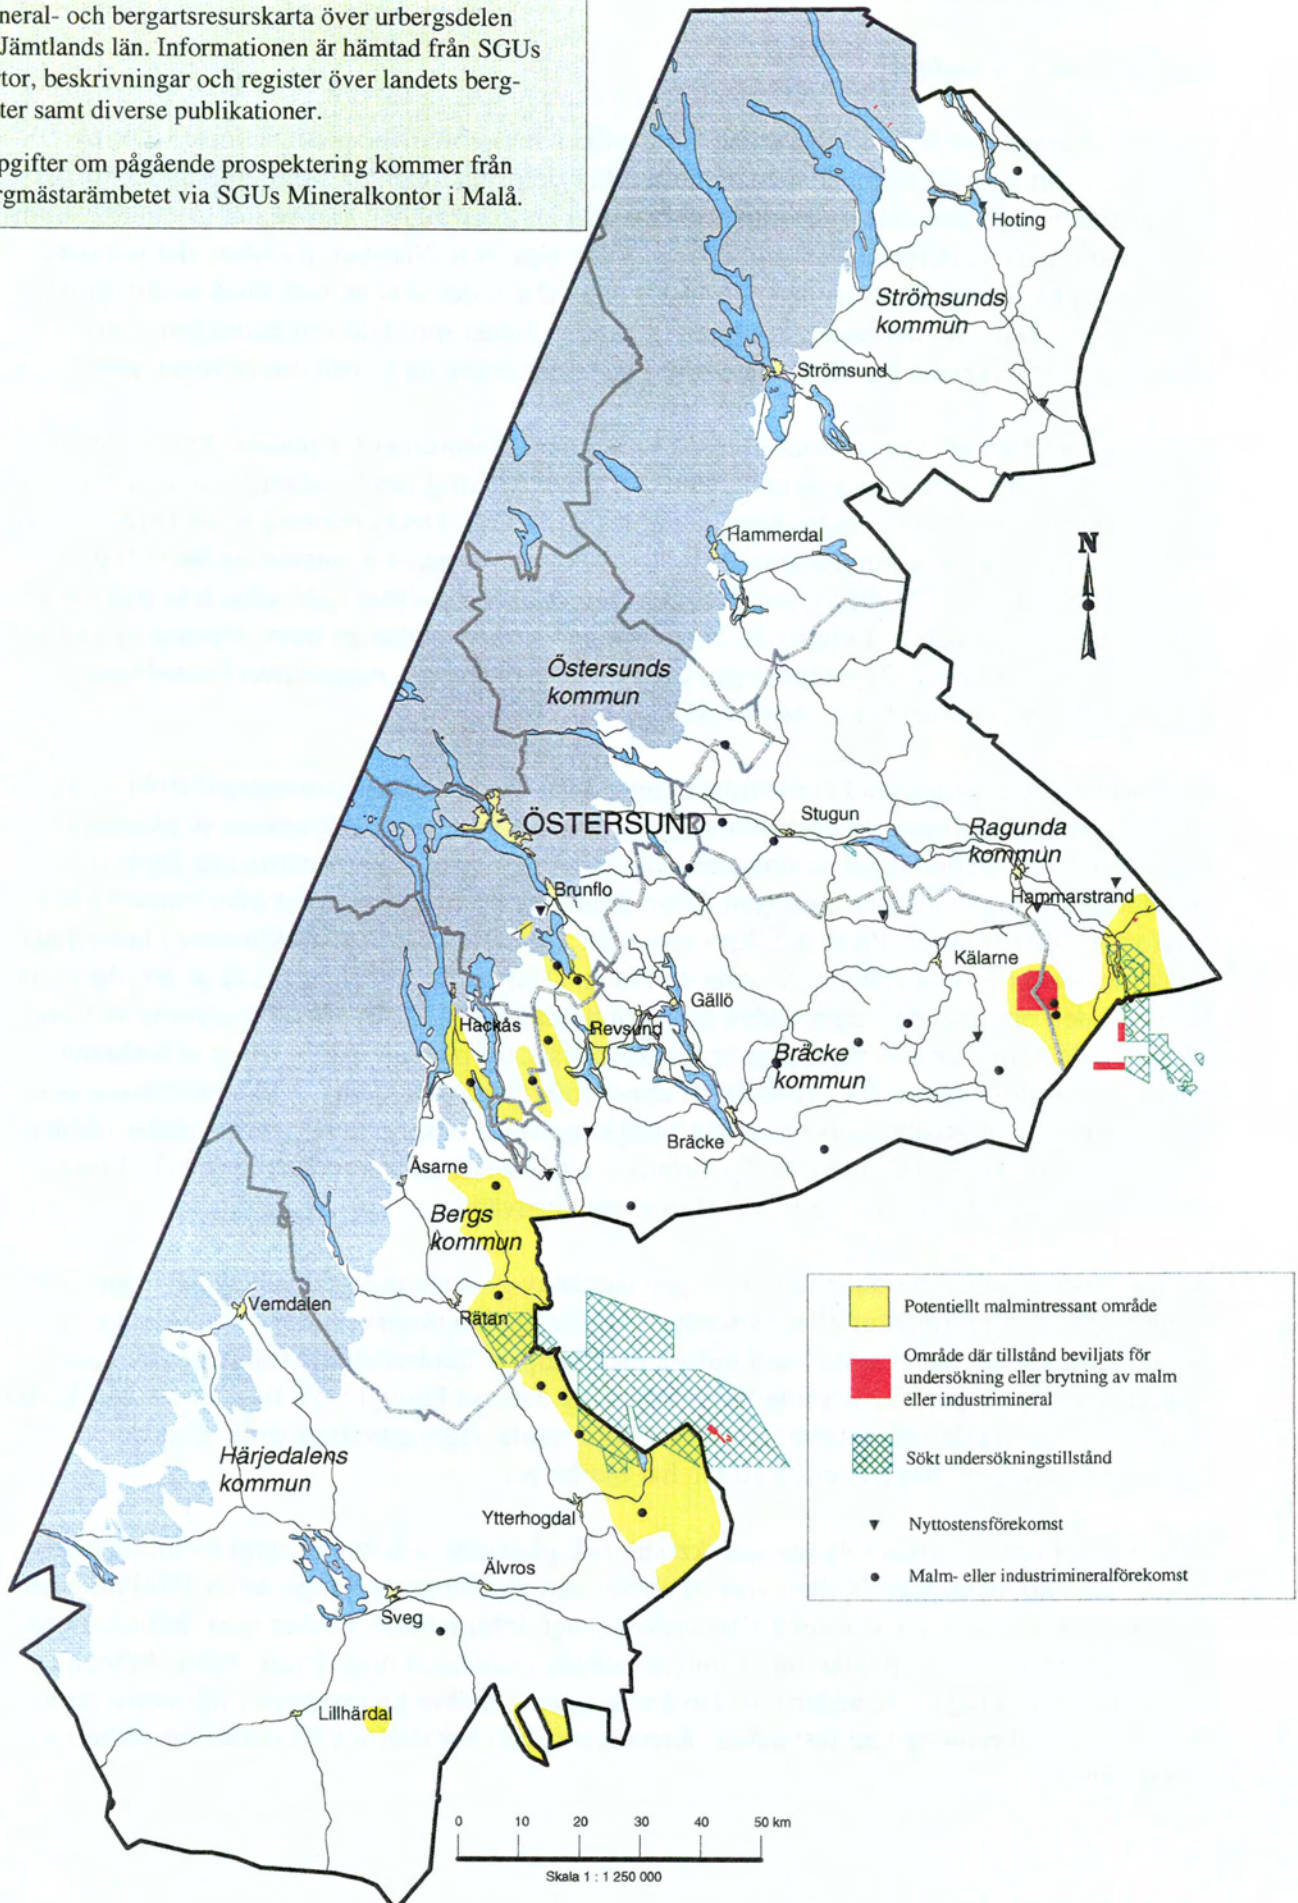 neral- och bergartsresurskarta över urbergsdelen
Jämtlands län. Informationen är hämtad från SGUs
tor, beskrivningar och register över landets berg-
ter samt diverse publikationer.
pgifter om pågående prospektering kommer från
rgmästarämbetet via SGUs Mineralkontor i Malå.
Hoting
Strömsunds
kommun
Strömsund
Hammerdal
N
Östersunds
kommun
ÖSTERSUND
Stugun
Ragunda
kommun
Brunflo
Hammarstrand
Kälarne
Gällö
Hackås
Revsund
Bräcke
kommun
Bräcke
Åsarne
Bergs
kommun
Vemdalen
Rätan
Potentiellt malmintressant område
Område där tillstånd beviljats för
undersökning eller brytning av malm
eller industrimineral
Sökt undersökningstillstånd
Nyttostensförekomst
Malm- eller industrimineralförekomst
Härjedalens
kommun
Ytterhogdal
Älvros
Sveg
Lillhärdal
0 10 20 30 40 50 km
Skala 1 : 1 250 000